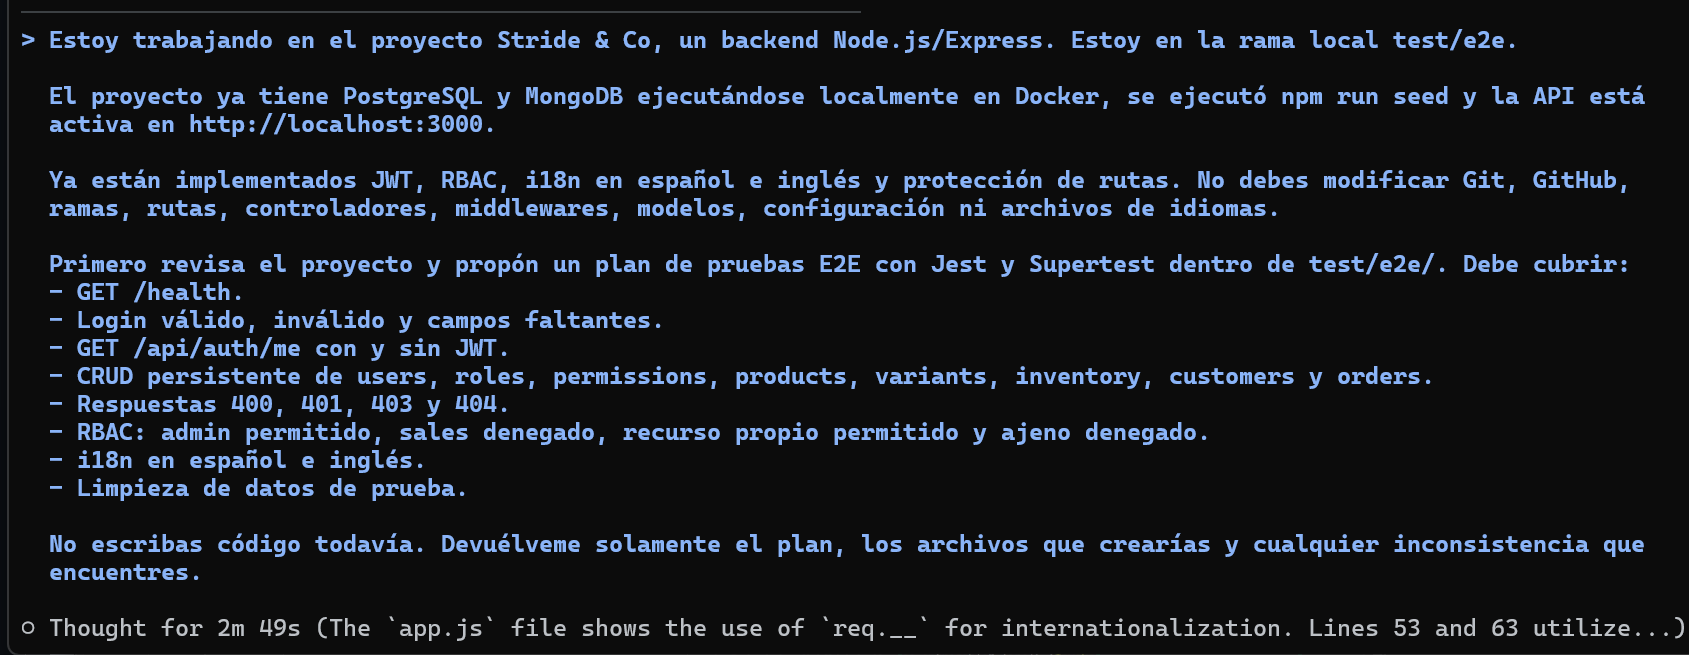 > Estoy trabajando en el proyecto Stride & Co, un backend Node.js/Express. Estoy en la rama local test/e2e.
El proyecto ya tiene PostgreSQL y MongoDB ejecutándose localmente en Docker, se ejecutó npm run seed y la API está
activa en http://localhost:3000.
Ya están implementados JWT, RBAC, i18n en español e inglés y protección de rutas. No debes modificar Git, GitHub,
ramas, rutas, controladores, middlewares, modelos, configuración ni archivos de idiomas.
Primero revisa el proyecto y propón un plan de pruebas E2E con Jest y Supertest dentro de test/e2e/. Debe cubrir:
- GET /health.
- Login válido, inválido y campos faltantes.
- GET /api/auth/me con y sin JWT.
- CRUD persistente de users, roles, permissions, products, variants, inventory, customers y orders.
- Respuestas 400, 401, 403 y 404.
- RBAC: admin permitido, sales denegado, recurso propio permitido y ajeno denegado.
- i18n en español e inglés.
- Limpieza de datos de prueba.
No escribas código todavía. Devuélveme solamente el plan, los archivos que crearías y cualquier inconsistencia que
encuentres.
○ Thought for 2m 49s (The `app.js` file shows the use of `req.__` for internationalization. Lines 53 and 63 utilize...)